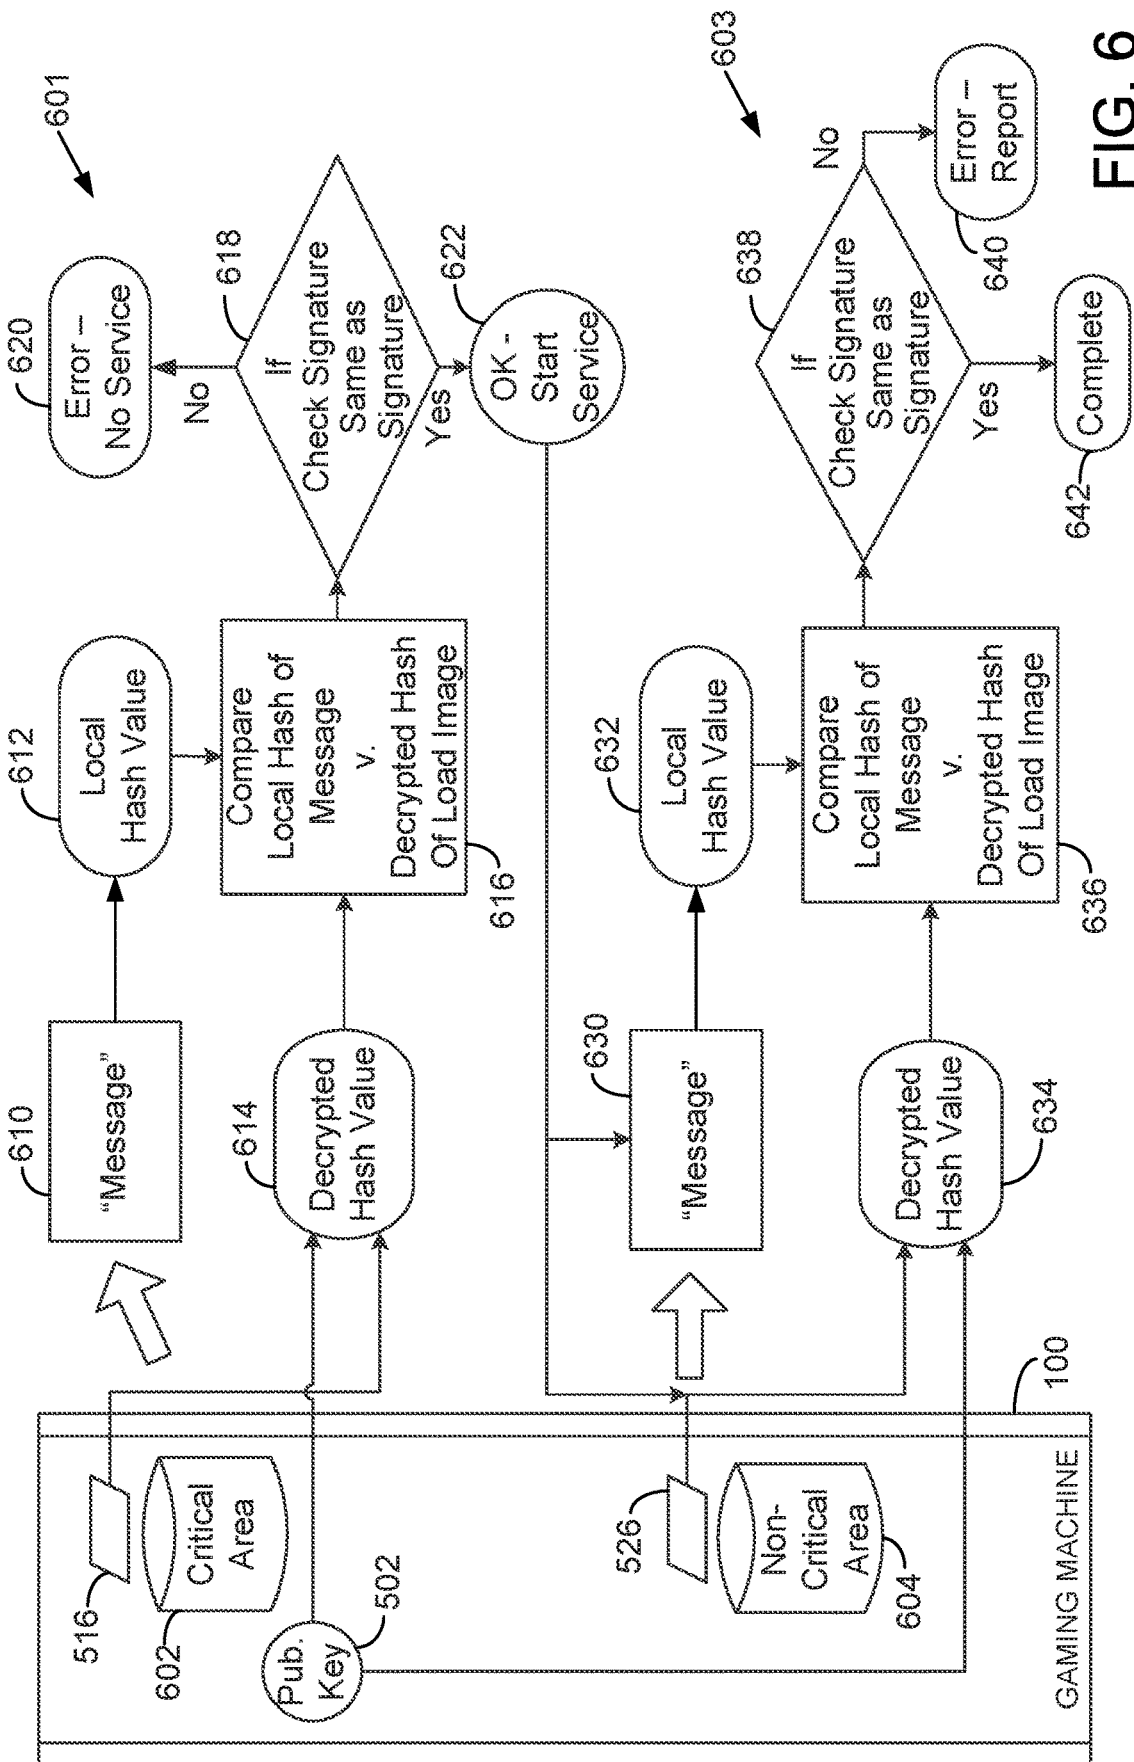 601
620
Error –
No Service
No
618
If
Check Signature
Same as
Signature
Yes
622
OK -
Start
Service
612
Local
Hash Value
Compare
Local Hash of
Message
v.
Decrypted Hash
Of Load Image
616
610
“Message”
614
Decrypted
Hash Value
516
Critical
Area
602
Pub.
Key
502
603
No
Error –
Report
640
638
If
Check Signature
Same as
Signature
Yes
Complete
642
632
Local
Hash Value
Compare
Local Hash of
Message
v.
Decrypted Hash
Of Load Image
636
630
“Message”
Decrypted
Hash Value
634
526
Non-
Critical
Area
604
100
GAMING MACHINE
FIG. 6